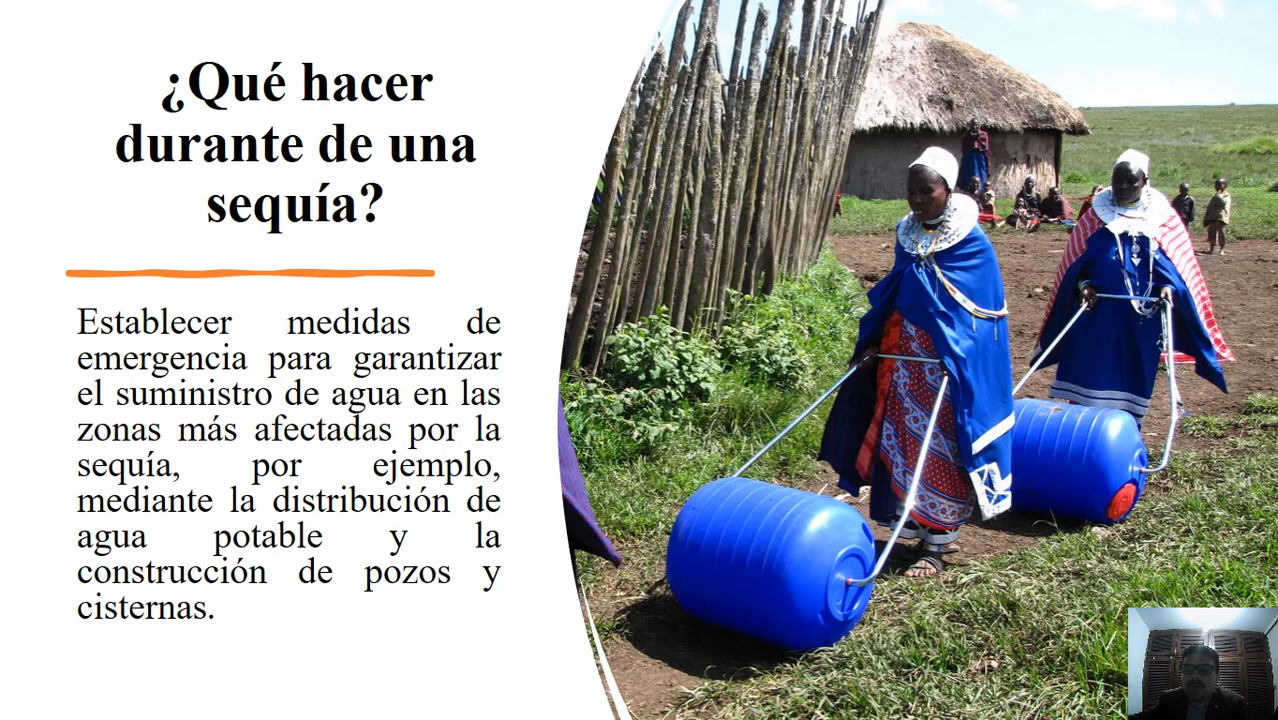 ¿Qué hacer
durante de una
sequía?
Establecer medidas de
emergencia para garantizar
el suministro de agua en las
zonas más afectadas por la
sequía, por ejemplo,
mediante la distribución de
agua potable y la
construcción de pozos y
cisternas.